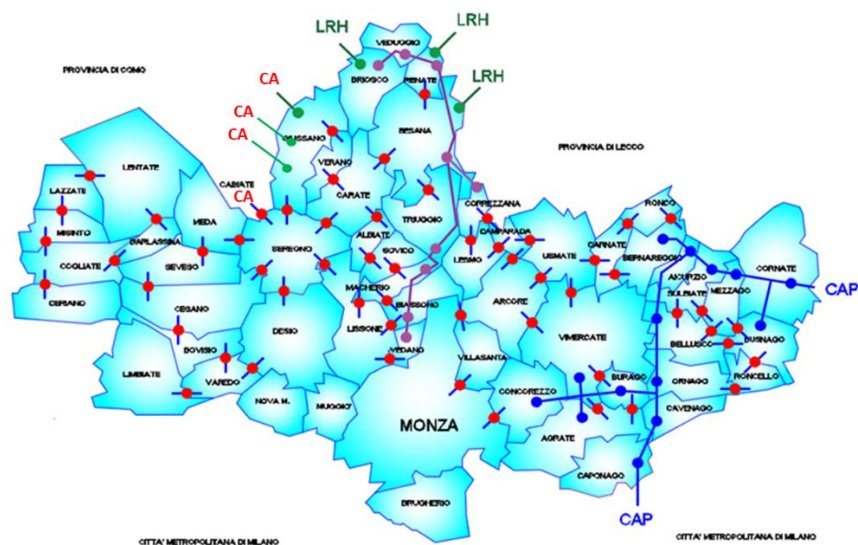 LRH
LRH
VEDUGGIO
PROVINCIA DI COMO
BRIOSCO
RENATE
LRH
CA
CA
CA
GIUSSANO
BESANA
PROVINCIA DI LECCO
LENTATE
VERANO
CABIATE
LAZZATE
CA
CARATE
CORREZZANA
RONCO
MISINTO
BARLASSINA
MEDA
TRIUGGIO
CAMPARADA
ALBIATE
SOVICO
LESMO
USMATE
CARNATE
BERNAREGGIO
COGLIATE
SEVESO
SEREGNO
AICURZIO
CORNATE
CERIANO
MACHERIO
SULBIATE
MEZZAGO
CAP
CESANO
BIASSONO
ARCORE
DESIO
LISSONE
VIMERCATE
BELLUSCO
BUSNAGO
BOVISIO
VEDANO
VILLASANTA
LIMBIATE
VAREDO
CONCOREZZO
BURAGO
ORNAGO
RONCELLO
NOVA M.
MUGGIO'
MONZA
CAVENAGO
AGRATE
CAPONAGO
BRUGHERIO
CAP
CITTA' METROPOLITANA DI MILANO
CITTA' METROPOLITANA DI MILANO